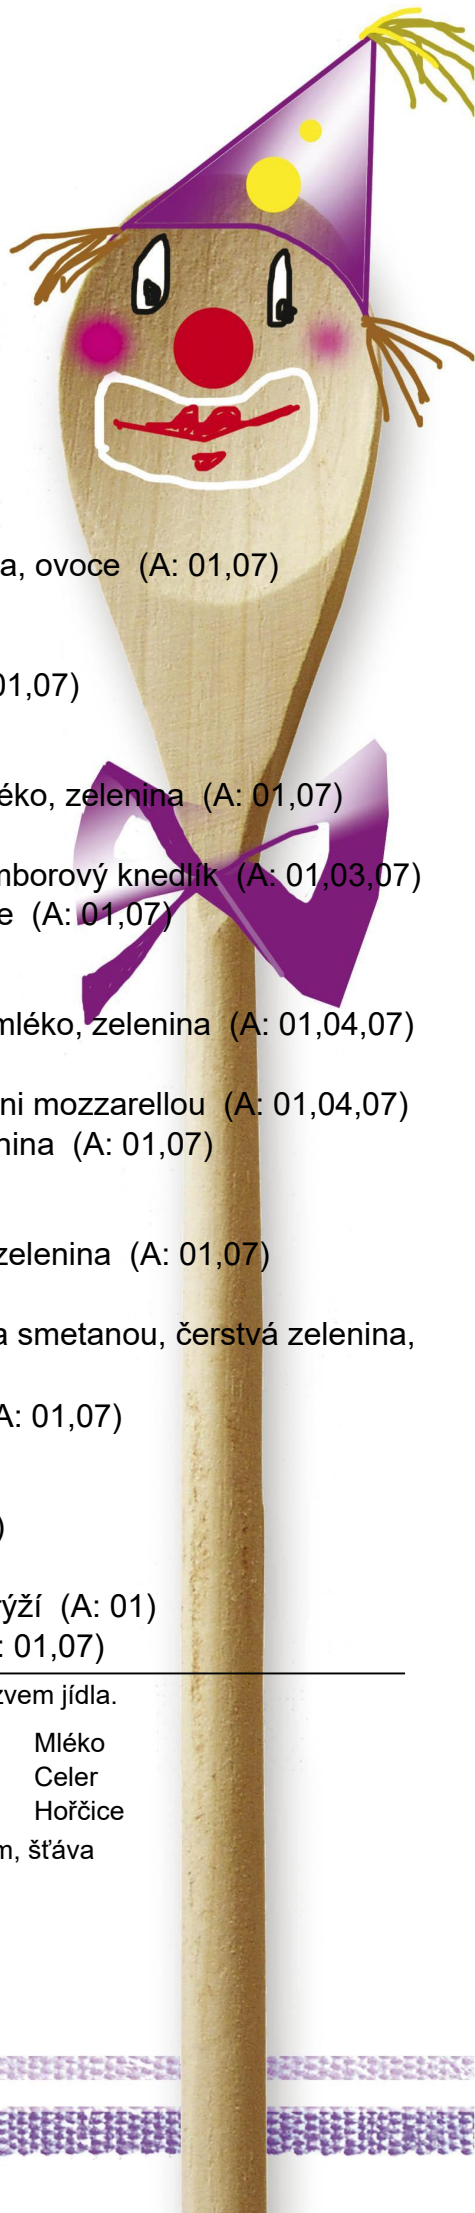 a, ovoce (A: 01,07)
01,07)
éko, zelenina (A: 01,07)
mborový knedlík (A: 01,03,07)
e (A: 01,07)
mléko, zelenina (A: 01,04,07)
ni mozzarellou (A: 01,04,07)
nina (A: 01,07)
zelenina (A: 01,07)
a smetanou, čerstvá zelenina,
A: 01,07)
)
ýží (A: 01)
: 01,07)
zvem jídla.
Mléko
Celer
Hořčice
m, šťáva